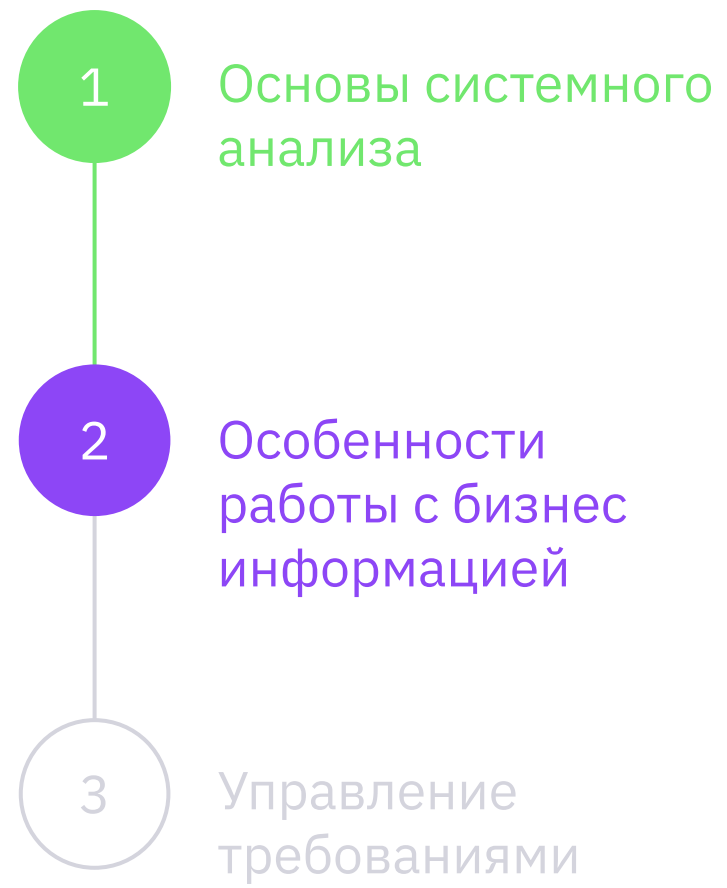 1
Основы системного
анализа
2
Особенности
работы с бизнес
информацией
3
Управление
требованиями